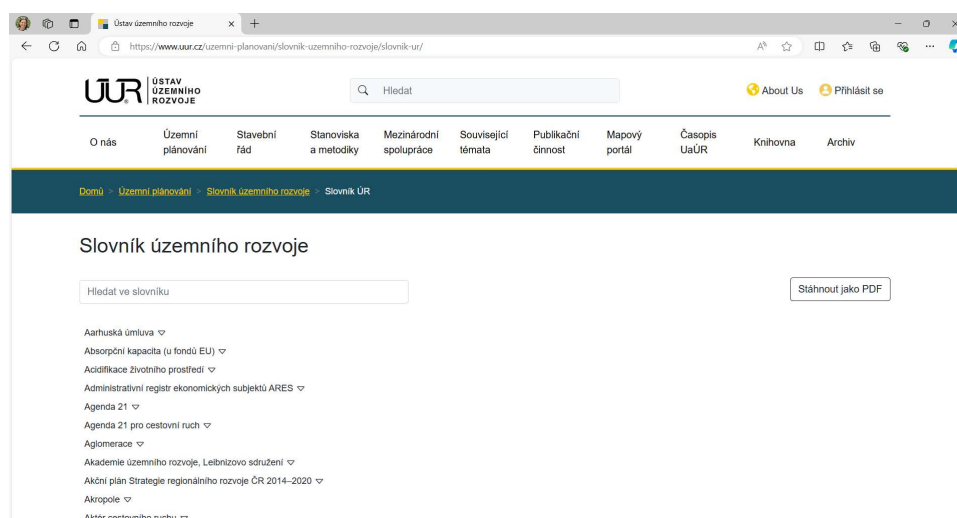 Ústav územního rozvoje
https://www.uur.cz/uzemni-planovani/slovnik-uzemniho-rozvoje/slovnik-ur/
ÚÚR ÚSTAV
ÚZEMNÍHO
ROZVOJE
Hledat
About Us
Přihlásit se
O nás
Územní
plánování
Stavební
řád
Stanoviska
a metodiky
Mezinárodní
spolupráce
Související
témata
Publikační
činnost
Mapový
portál
Časopis
UaÚR
Knihovna
Archiv
Domů > Územní plánování > Slovník územního rozvoje > Slovník ÚR
Slovník územního rozvoje
Hledat ve slovníku
Stáhnout jako PDF
Aarhuská úmluva
Absorpční kapacita (u fondů EU)
Acidifikace životního prostředí
Administrativní registr ekonomických subjektů ARES
Agenda 21
Agenda 21 pro cestovní ruch
Aglomerace
Akademie územního rozvoje, Leibnizovo sdružení
Akční plán Strategie regionálního rozvoje ČR 2014–2020
Akropole
Aktér cestovního ruchu